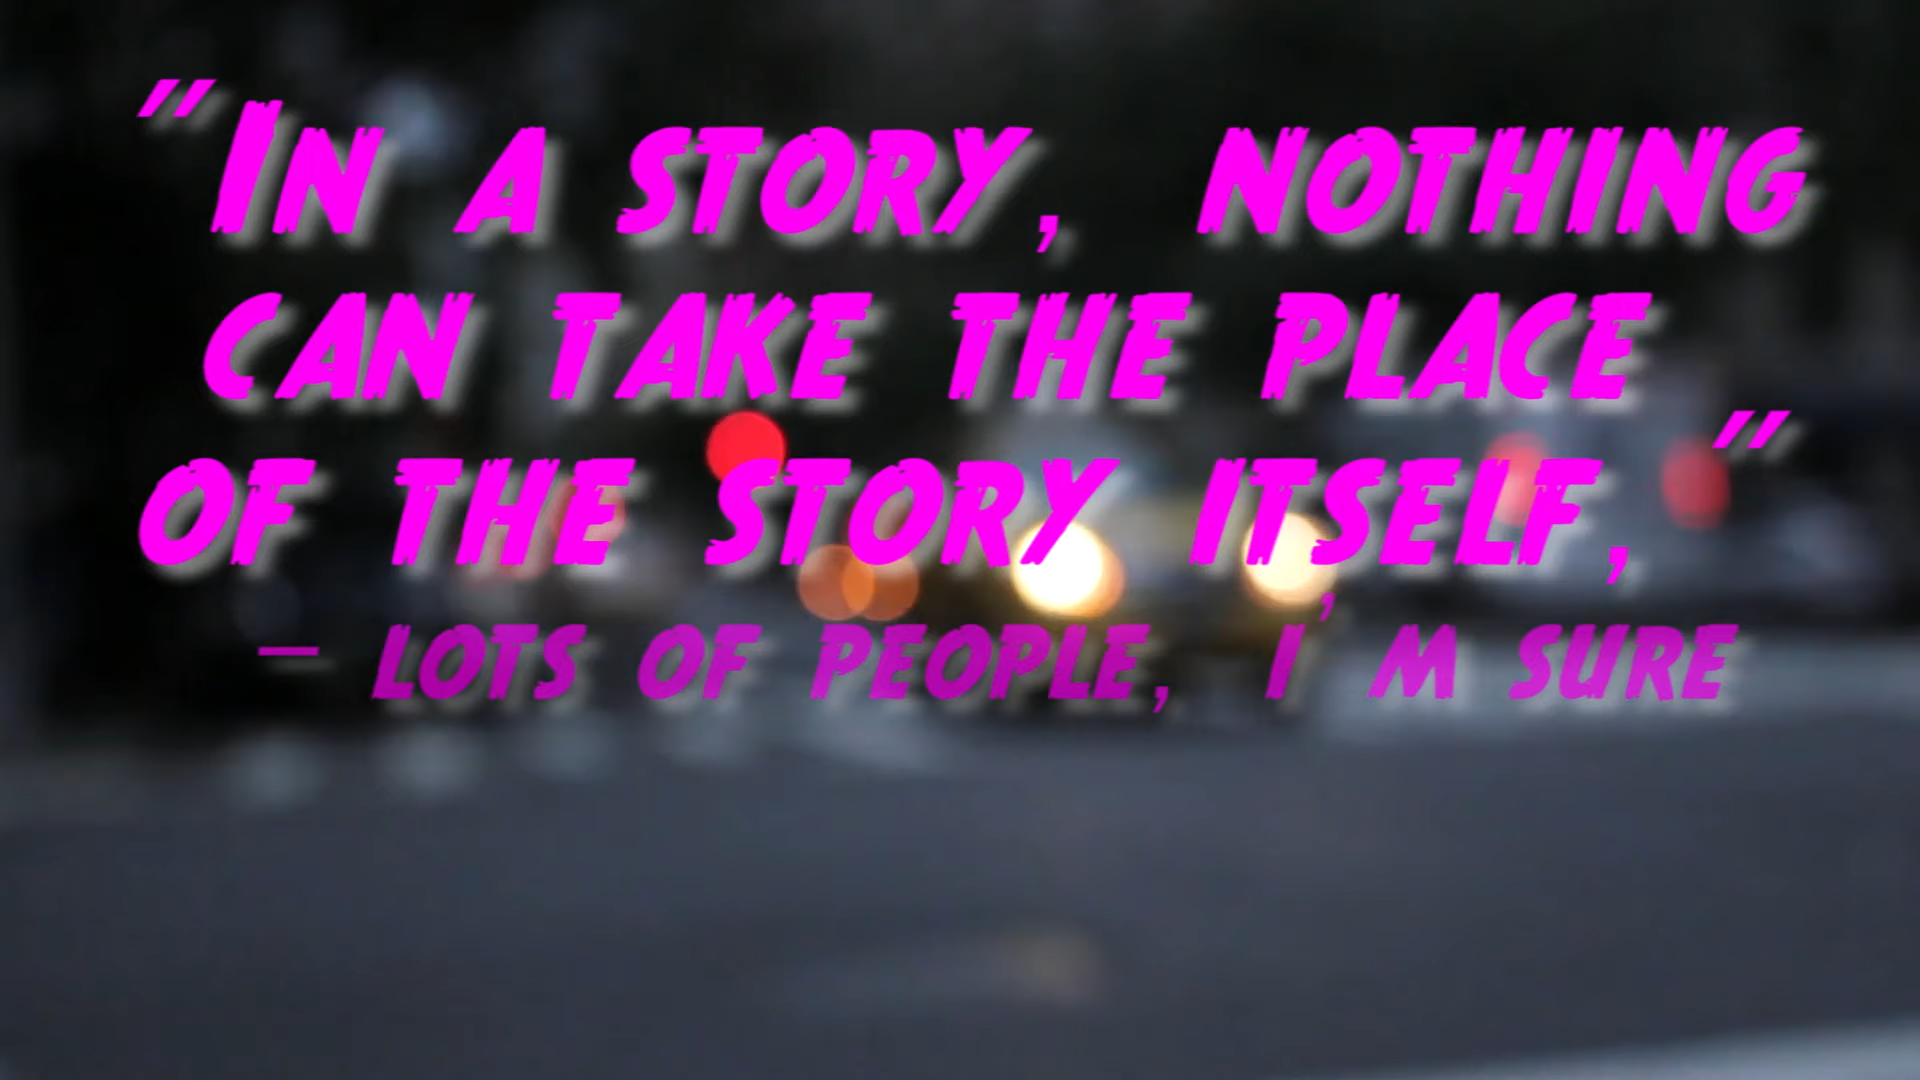 "In a story, nothing
can take the place
of the story itself,"
– lots of people, I'm sure